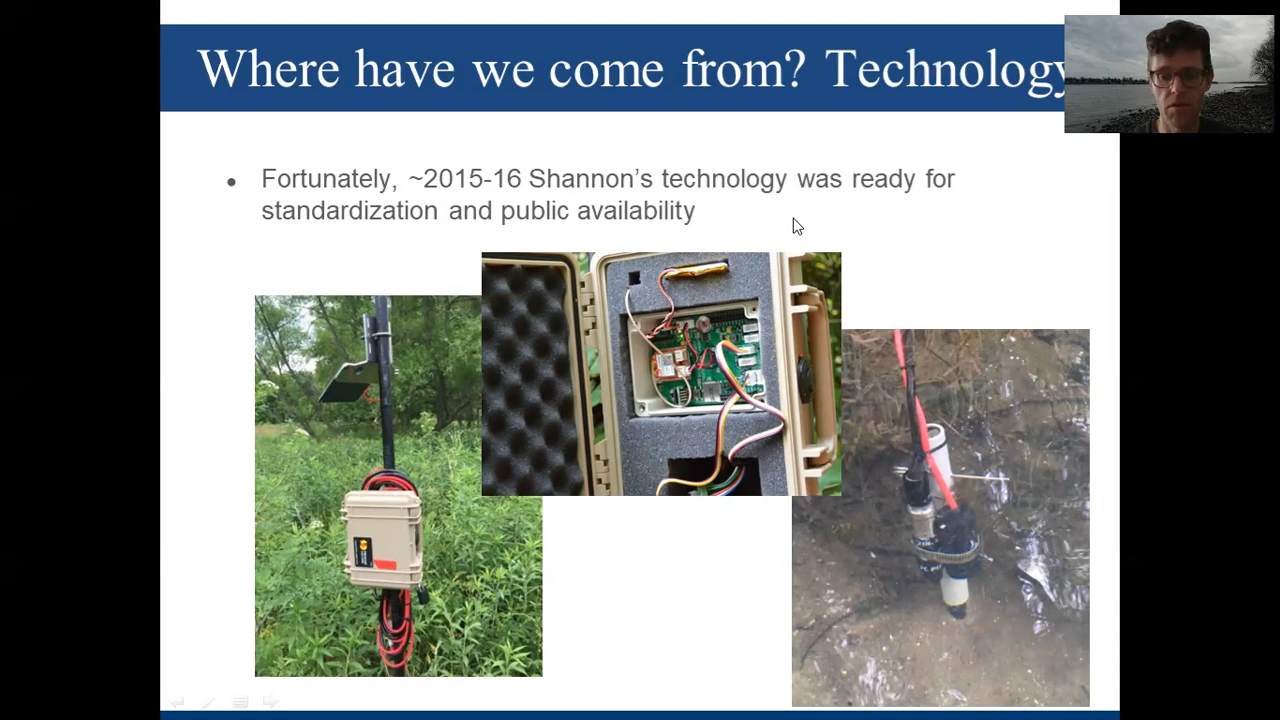 Where have we come from? Technology
● Fortunately, ~2015-16 Shannon's technology was ready for
standardization and public availability